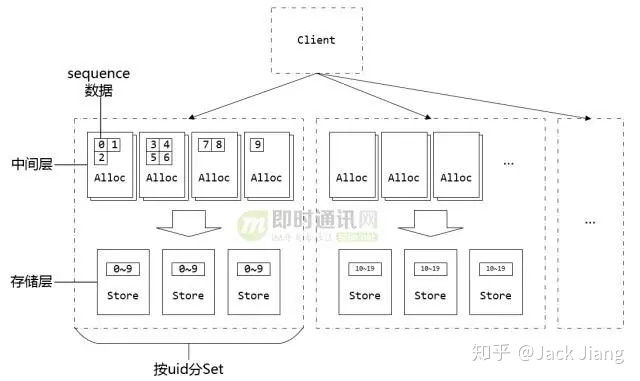 Client
sequence
数据
0 1
2
3 4
5 6
7 8
9
中间层
Alloc
Alloc
Alloc
Alloc
Alloc
Alloc
Alloc
...
...
即时通讯网
存储层
0~9
0~9
0~9
10~19
10~19
10~19
Store
Store
Store
Store
Store
Store
按uid分Set
知乎 @Jack Jiang